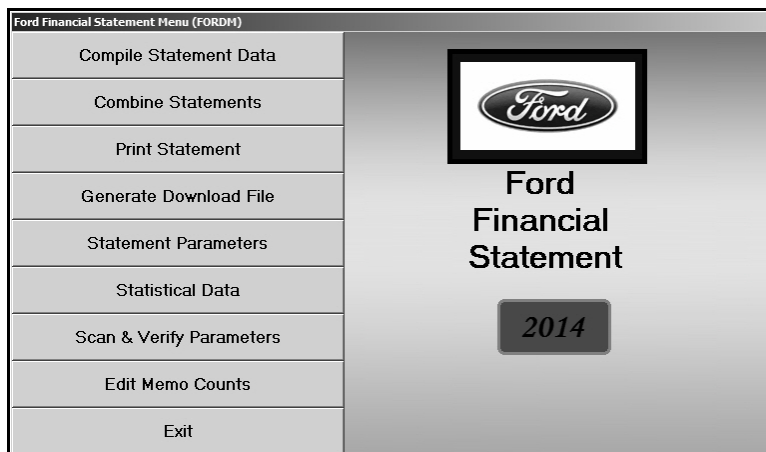 Ford Financial Statement Menu (FORDM)
Compile Statement Data
Combine Statements
Print Statement
Generate Download File
Statement Parameters
Statistical Data
Scan & Verify Parameters
Edit Memo Counts
Exit
Ford
Ford
Financial
Statement
2014